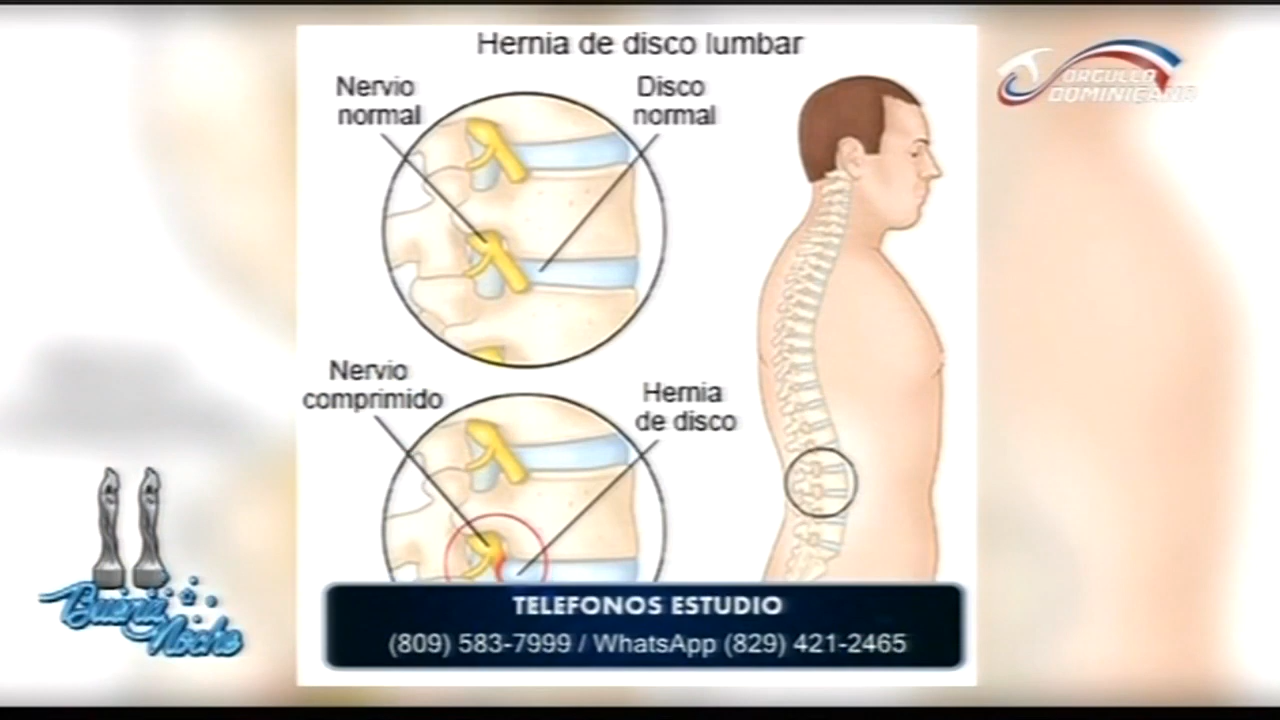 Hernia de disco lumbar
Nervio
normal
Disco
normal
ORGULLO
DOMINICANO
Nervio
comprimido
Hernia
de disco
Buena
Noche
TELEFONOS ESTUDIO
(809) 583-7999 / WhatsApp (829) 421-2465